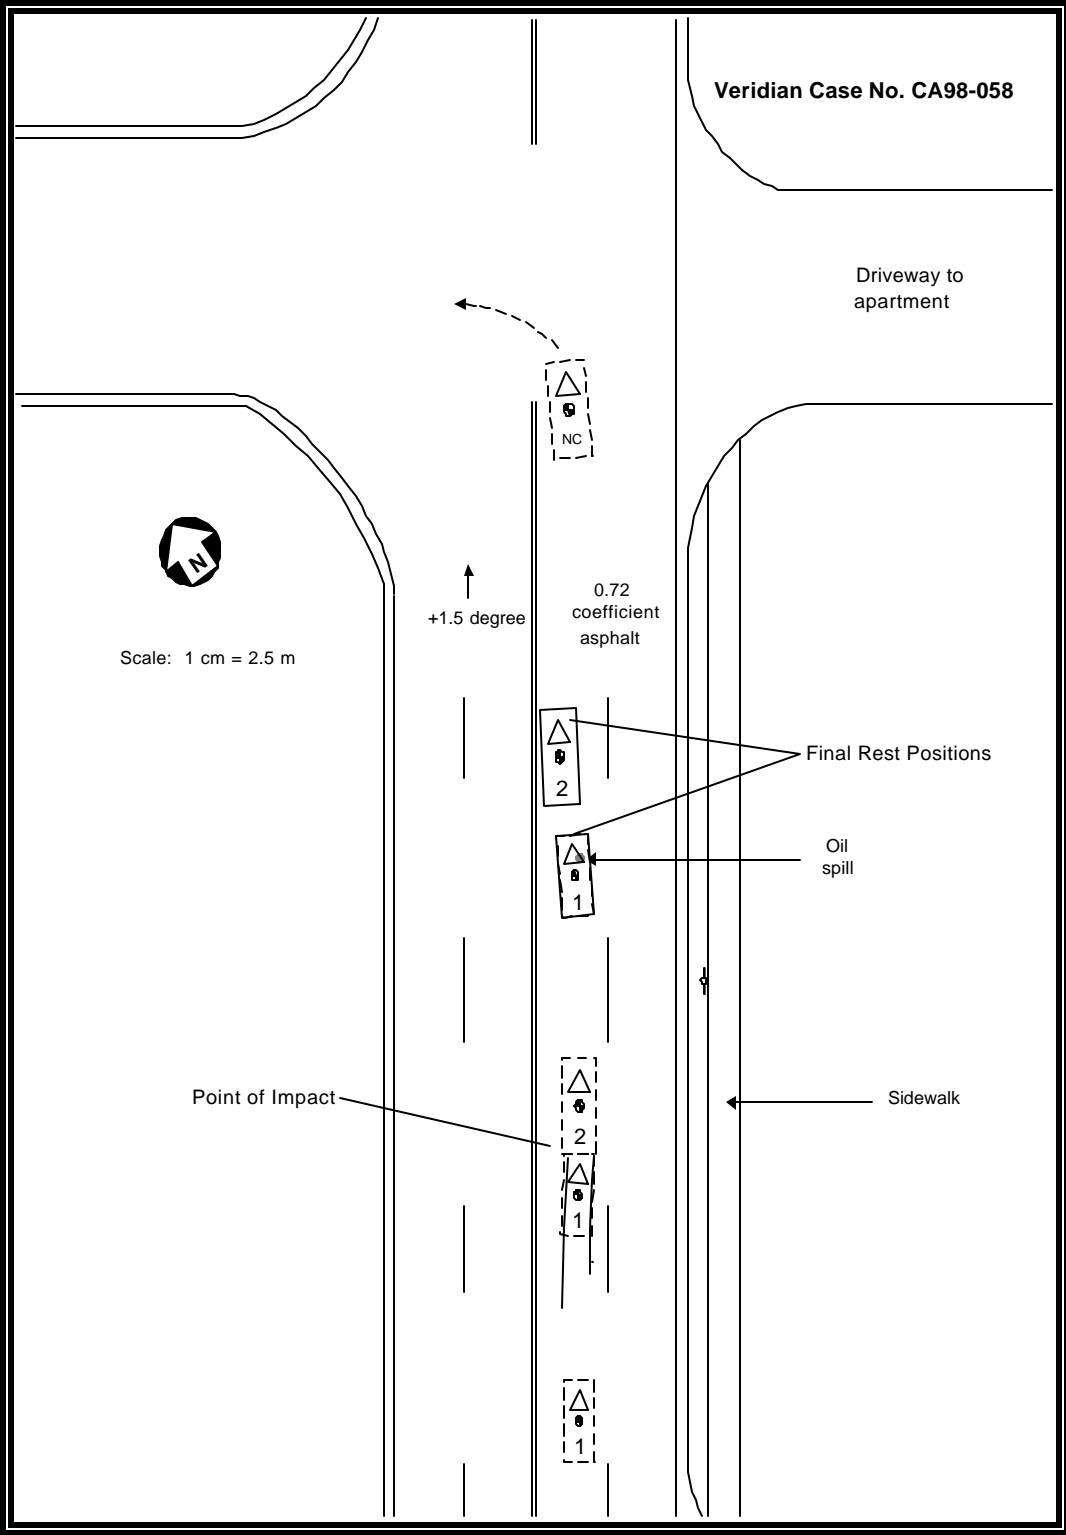 Veridian Case No. CA98-058
Driveway to
apartment
NC
N
0.72
coefficient
asphalt
+1.5 degree
Scale: 1 cm = 2.5 m
2
Final Rest Positions
Oil
spill
1
Point of Impact
Sidewalk
2
1
1